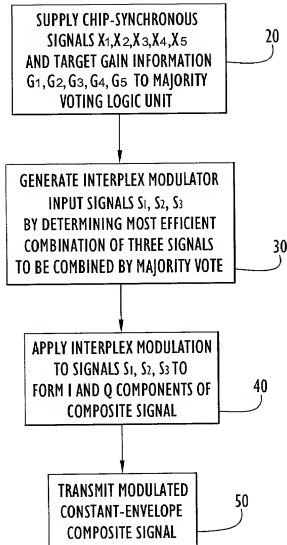 SUPPLY CHIP-SYNCHRONOUS
SIGNALS X1,X2,X3,X4,X5
AND TARGET GAIN INFORMATION
G1,G2,G3,G4,G5 TO MAJORITY
VOTING LOGIC UNIT
20
GENERATE INTERPLEX MODULATOR
INPUT SIGNALS S1, S2, S3
BY DETERMINING MOST EFFICIENT
COMBINATION OF THREE SIGNALS
TO BE COMBINED BY MAJORITY VOTE
30
APPLY INTERPLEX MODULATION
TO SIGNALS S1, S2, S3 TO
FORM I AND Q COMPONENTS OF
COMPOSITE SIGNAL
40
TRANSMIT MODULATED
CONSTANT-ENVELOPE
COMPOSITE SIGNAL
50